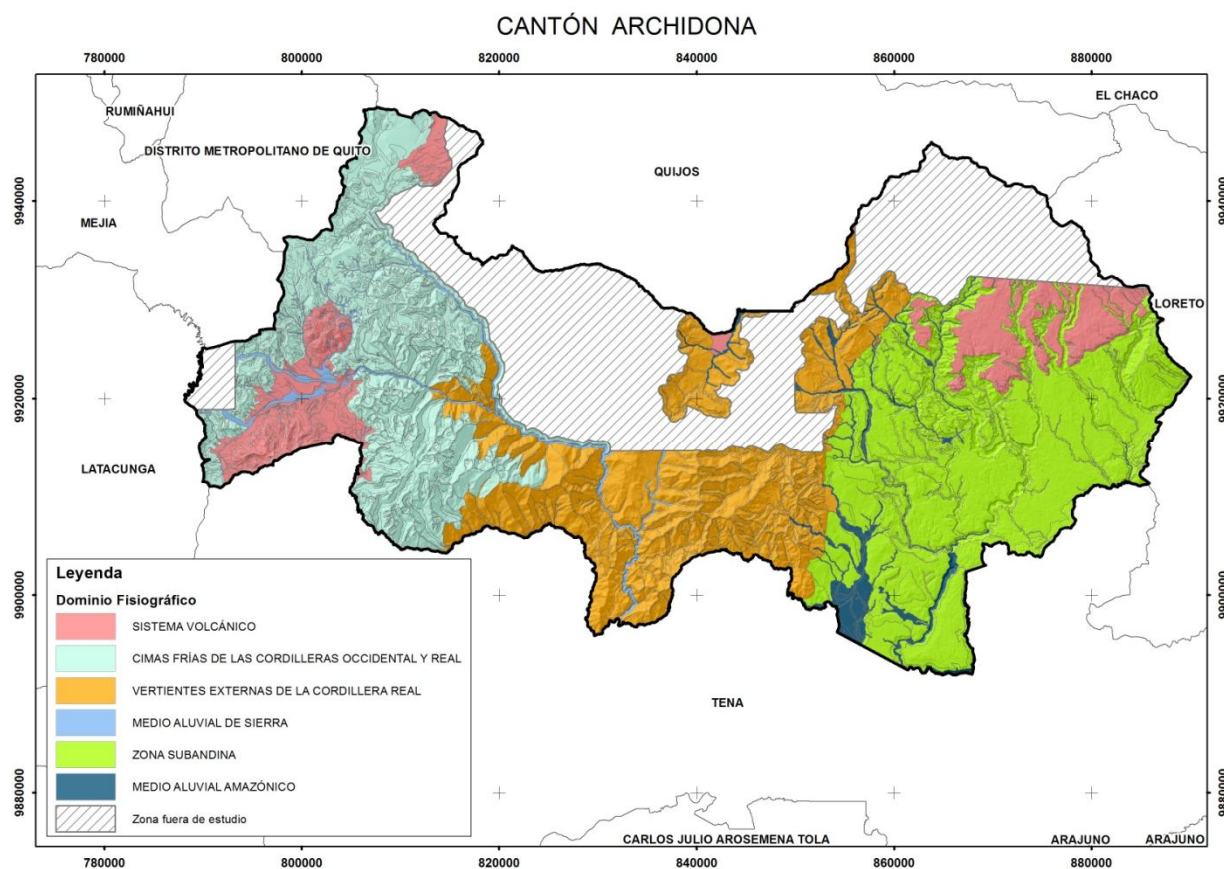 CANTÓN ARCHIDONA
780000 800000 820000 840000 860000 880000
EL CHACO
RUMIÑAHUI
DISTRITO METROPOLITANO DE QUITO
QUIJOS
9940000 9940000
MEJIA
LORETO
9920000 9920000
LATACUNGA
Leyenda
Dominio Fisiográfico
SISTEMA VOLCÁNICO
CIMAS FRÍAS DE LAS CORDILLERAS OCCIDENTAL Y REAL
VERTIENTES EXTERNAS DE LA CORDILLERA REAL
MEDIO ALUVIAL DE SIERRA
ZONA SUBANDINA
MEDIO ALUVIAL AMAZÓNICO
Zona fuera de estudio
9900000 9900000
TENA
9880000 9880000
CARLOS JULIO AROSEMENA TOLA
ARAJUNO ARAJUNO
780000 800000 820000 840000 860000 880000